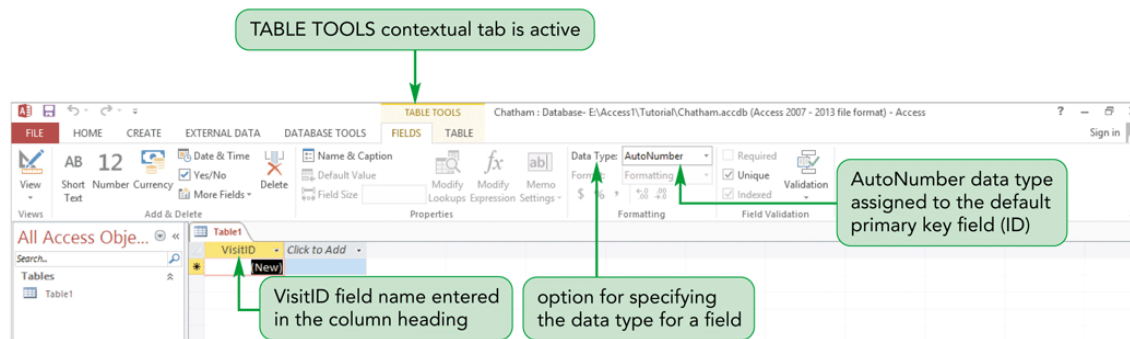 TABLE TOOLS contextual tab is active
TABLE TOOLS Chatham : Database- E:\Access1\Tutorial\Chatham.accdb (Access 2007 - 2013 file format) - Access ?
FILE HOME CREATE EXTERNAL DATA DATABASE TOOLS FIELDS TABLE Sign in
View
Views
AB Short Text
12 Number
Currency
Date & Time
Yes/No
More Fields
Delete
Add & Delete
Name & Caption
Default Value
Field Size
Modify Lookups
fx Modify Expression
ab Memo Settings
Properties
Data Type: AutoNumber
Format: Formatting
$ % , .00 .00
Formatting
Required
Unique
Indexed
Validation
Field Validation
AutoNumber data type
assigned to the default
primary key field (ID)
All Access Obje... «
Search...
Tables
Table1
Table1
VisitID Click to Add
(New)
VisitID field name entered
in the column heading
option for specifying
the data type for a field